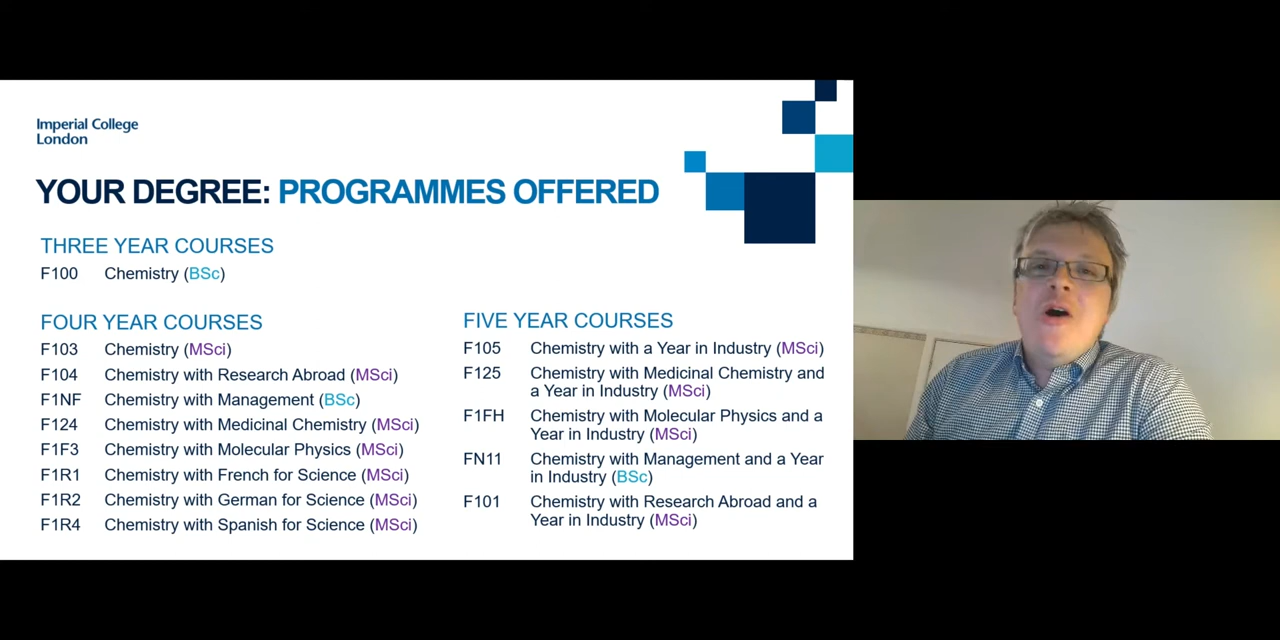 Imperial College
London
YOUR DEGREE: PROGRAMMES OFFERED
THREE YEAR COURSES
F100 Chemistry (BSc)
FOUR YEAR COURSES
F103 Chemistry (MSci)
F104 Chemistry with Research Abroad (MSci)
F1NF Chemistry with Management (BSc)
F124 Chemistry with Medicinal Chemistry (MSci)
F1F3 Chemistry with Molecular Physics (MSci)
F1R1 Chemistry with French for Science (MSci)
F1R2 Chemistry with German for Science (MSci)
F1R4 Chemistry with Spanish for Science (MSci)
FIVE YEAR COURSES
F105 Chemistry with a Year in Industry (MSci)
F125 Chemistry with Medicinal Chemistry and
a Year in Industry (MSci)
F1FH Chemistry with Molecular Physics and a
Year in Industry (MSci)
FN11 Chemistry with Management and a Year
in Industry (BSc)
F101 Chemistry with Research Abroad and a
Year in Industry (MSci)